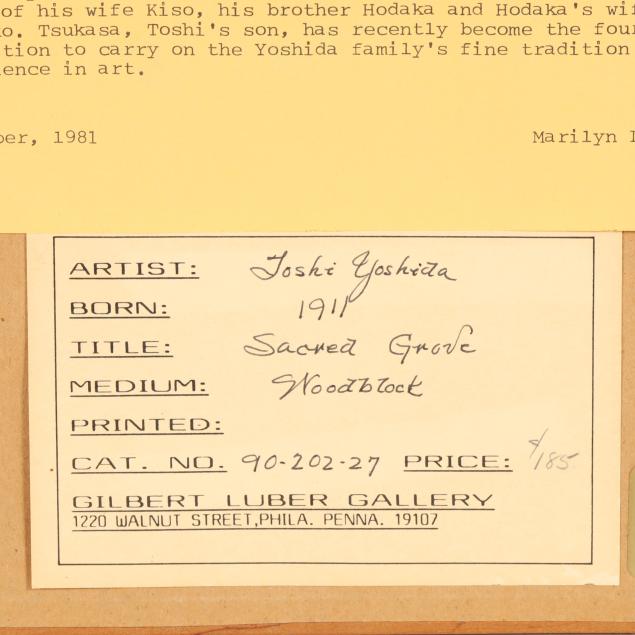 of his wife Kiso, his brother Hodaka and Hodaka's
o. Tsukasa, Toshi's son, has recently become the
tion to carry on the Yoshida family's fine tradition
ence in art.
ber, 1981 Marilyn
ARTIST: Toshi Yoshida
BORN: 1911
TITLE: Sacred Grove
MEDIUM: Woodblock
PRINTED:
CAT. NO. 90-202-27 PRICE: $185
GILBERT LUBER GALLERY
1220 WALNUT STREET, PHILA. PENNA. 19107